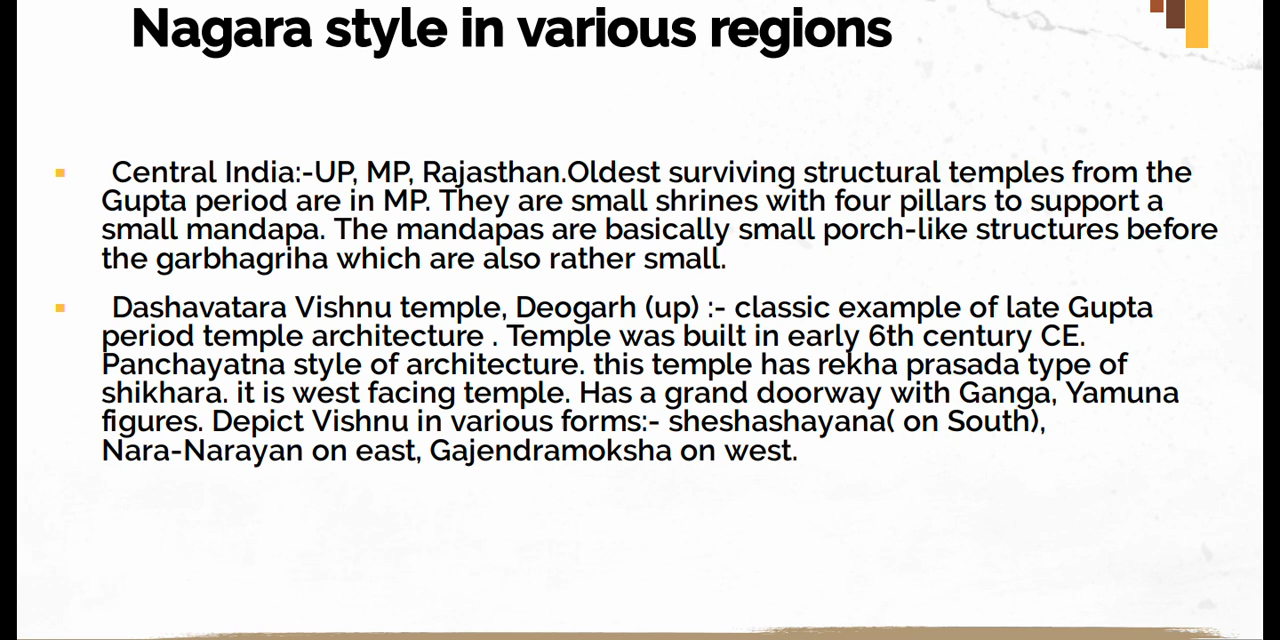 Nagara style in various regions
Central India:-UP, MP, Rajasthan.Oldest surviving structural temples from the
Gupta period are in MP. They are small shrines with four pillars to support a
small mandapa. The mandapas are basically small porch-like structures before
the garbhagriha which are also rather small.
Dashavatara Vishnu temple, Deogarh (up) :- classic example of late Gupta
period temple architecture . Temple was built in early 6th century CE.
Panchayatna style of architecture. this temple has rekha prasada type of
shikhara. it is west facing temple. Has a grand doorway with Ganga, Yamuna
figures. Depict Vishnu in various forms:- sheshashayana( on South),
Nara-Narayan on east, Gajendramoksha on west.